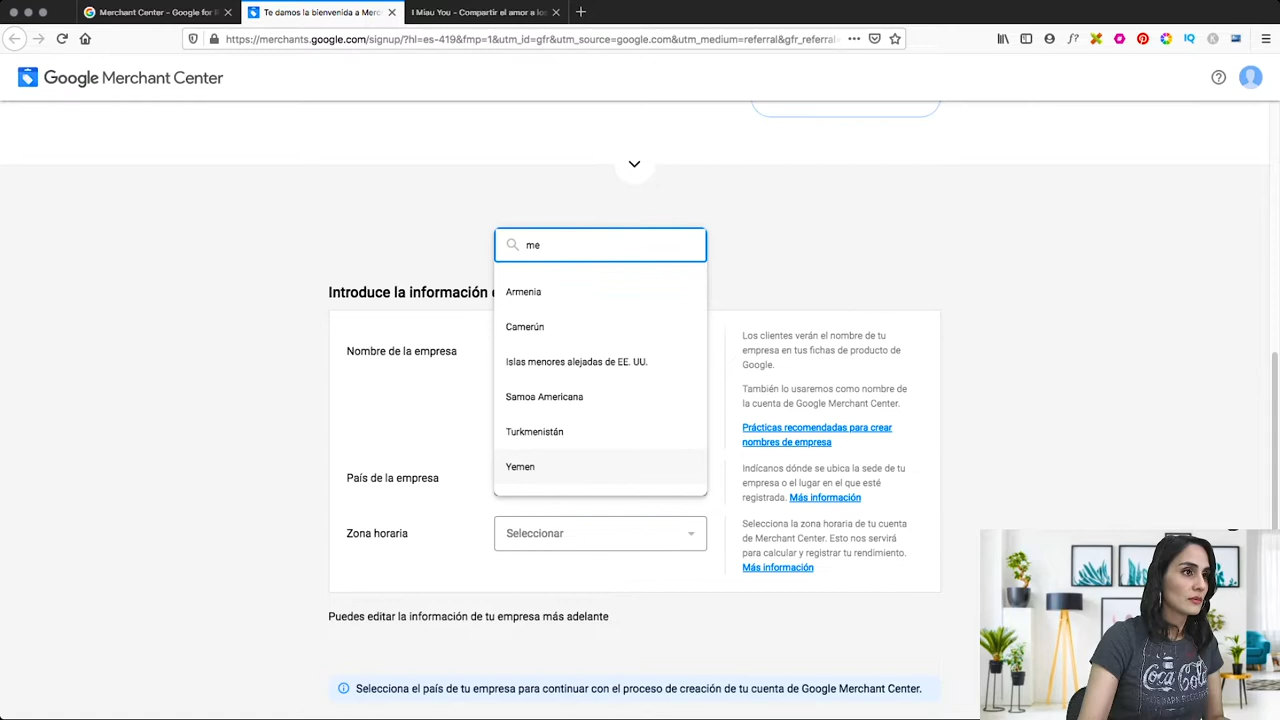 Merchant Center – Google for R
Te damos la bienvenida a Merc
I Miau You – Compartir el amor a los
https://merchants.google.com/signup/?hl=es-419&fmp=1&utm_id=gfr&utm_source=google.com&utm_medium=referral&gfr_referral
Google Merchant Center
me
Armenia
Camerún
Islas menores alejadas de EE. UU.
Samoa Americana
Turkmenistán
Yemen
Introduce la información
Nombre de la empresa
Los clientes verán el nombre de tu
empresa en tus fichas de producto de
Google.
También lo usaremos como nombre de
la cuenta de Google Merchant Center.
Prácticas recomendadas para crear
nombres de empresa
País de la empresa
Indícanos dónde se ubica la sede de tu
empresa o el lugar en el que esté
registrada. Más información
Zona horaria
Seleccionar
Selecciona la zona horaria de tu cuenta
de Merchant Center. Esto nos servirá
para calcular y registrar tu rendimiento.
Más información
Puedes editar la información de tu empresa más adelante
Selecciona el país de tu empresa para continuar con el proceso de creación de tu cuenta de Google Merchant Center.
Coca Cola